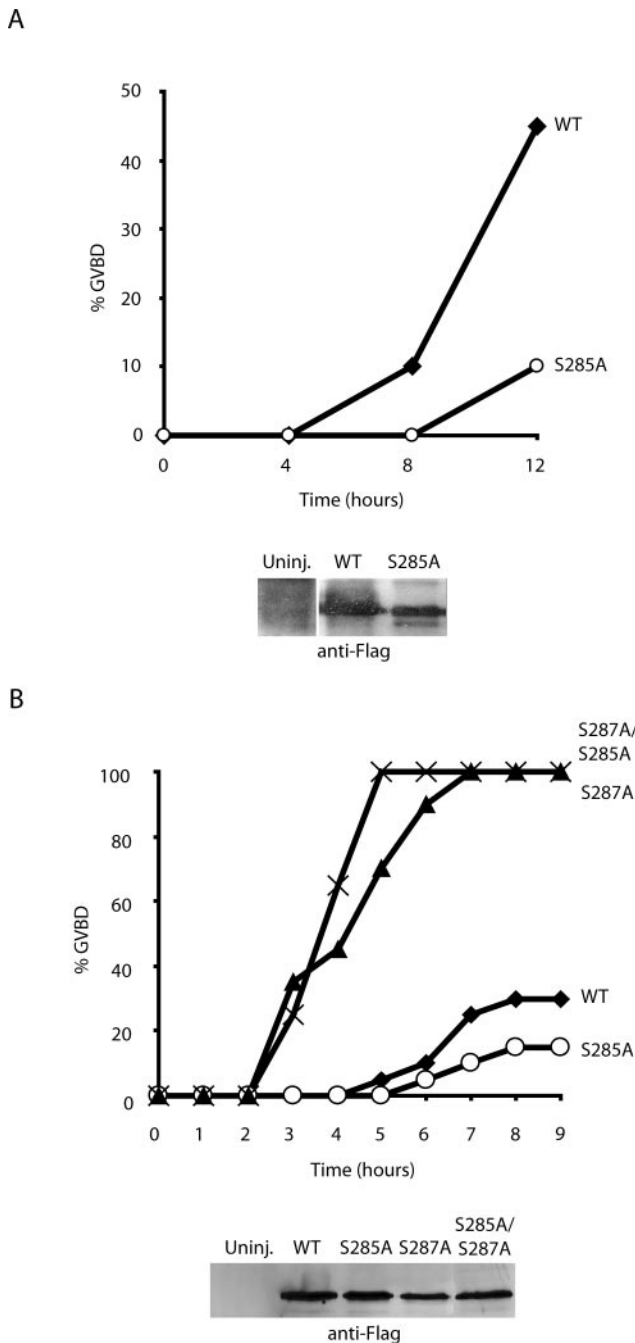 A
50
40
30
20
10
0
% GVBD
WT
S285A
0 4 8 12
Time (hours)
Uninj. WT S285A
anti-Flag
B
S287A/
S285A
S287A
100
80
60
40
20
0
% GVBD
WT
S285A
0 1 2 3 4 5 6 7 8 9
Time (hours)
S285A/
Uninj. WT S285A S287A S287A
anti-Flag